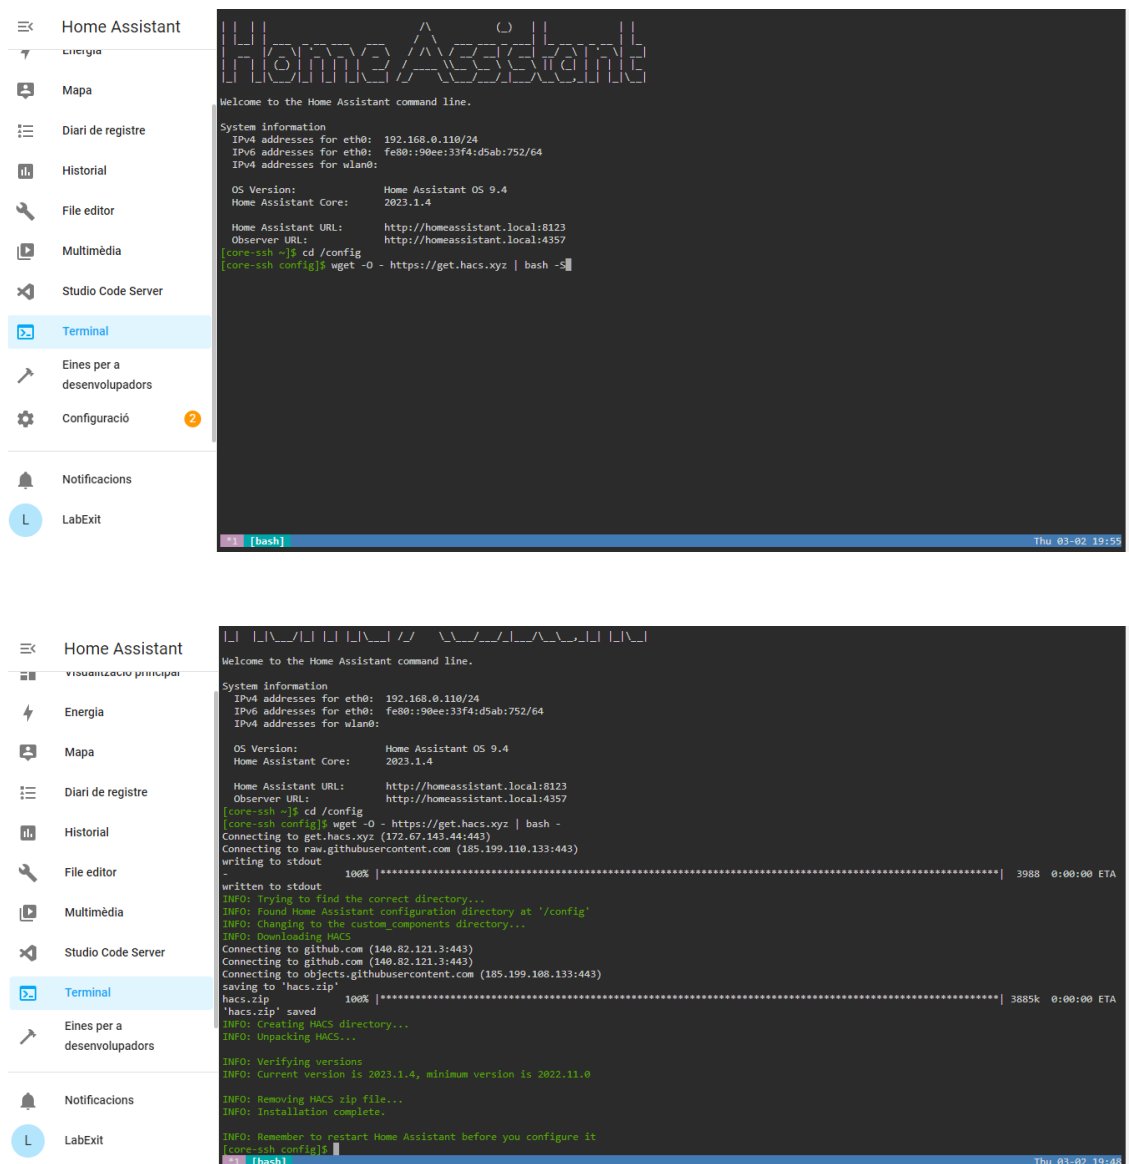 Home Assistant
Energia
Mapa
Diari de registre
Historial
File editor
Multimèdia
Studio Code Server
Terminal
Eines per a
desenvolupadors
Configuració
2
Notificacions
L
LabExit
Home Assistant
Welcome to the Home Assistant command line.
System information
IPv4 addresses for eth0: 192.168.0.110/24
IPv6 addresses for eth0: fe80::90ee:33f4:d5ab:752/64
IPv4 addresses for wlan0:
OS Version: Home Assistant OS 9.4
Home Assistant Core: 2023.1.4
Home Assistant URL: http://homeassistant.local:8123
Observer URL: http://homeassistant.local:4357
[core-ssh ~]$ cd /config
[core-ssh config]$ wget -O - https://get.hacs.xyz | bash -S
*1 [bash] Thu 03-02 19:55
Home Assistant
Visualització principal
Energia
Mapa
Diari de registre
Historial
File editor
Multimèdia
Studio Code Server
Terminal
Eines per a
desenvolupadors
Notificacions
L
LabExit
Welcome to the Home Assistant command line.
System information
IPv4 addresses for eth0: 192.168.0.110/24
IPv6 addresses for eth0: fe80::90ee:33f4:d5ab:752/64
IPv4 addresses for wlan0:
OS Version: Home Assistant OS 9.4
Home Assistant Core: 2023.1.4
Home Assistant URL: http://homeassistant.local:8123
Observer URL: http://homeassistant.local:4357
[core-ssh ~]$ cd /config
[core-ssh config]$ wget -O - https://get.hacs.xyz | bash -
Connecting to get.hacs.xyz (172.67.143.44:443)
Connecting to raw.githubusercontent.com (185.199.110.133:443)
writing to stdout
- 100% |*********************************************************************************************************| 3988 0:00:00 ETA
written to stdout
INFO: Trying to find the correct directory...
INFO: Found Home Assistant configuration directory at '/config'
INFO: Changing to the custom_components directory...
INFO: Downloading HACS
Connecting to github.com (140.82.121.3:443)
Connecting to github.com (140.82.121.3:443)
Connecting to objects.githubusercontent.com (185.199.108.133:443)
saving to 'hacs.zip'
hacs.zip 100% |*********************************************************************************************************| 3885k 0:00:00 ETA
'hacs.zip' saved
INFO: Creating HACS directory...
INFO: Unpacking HACS...
INFO: Verifying versions
INFO: Current version is 2023.1.4, minimum version is 2022.11.0
INFO: Removing HACS zip file...
INFO: Installation complete.
INFO: Remember to restart Home Assistant before you configure it
[core-ssh config]$
*1 [bash] Thu 03-02 19:48